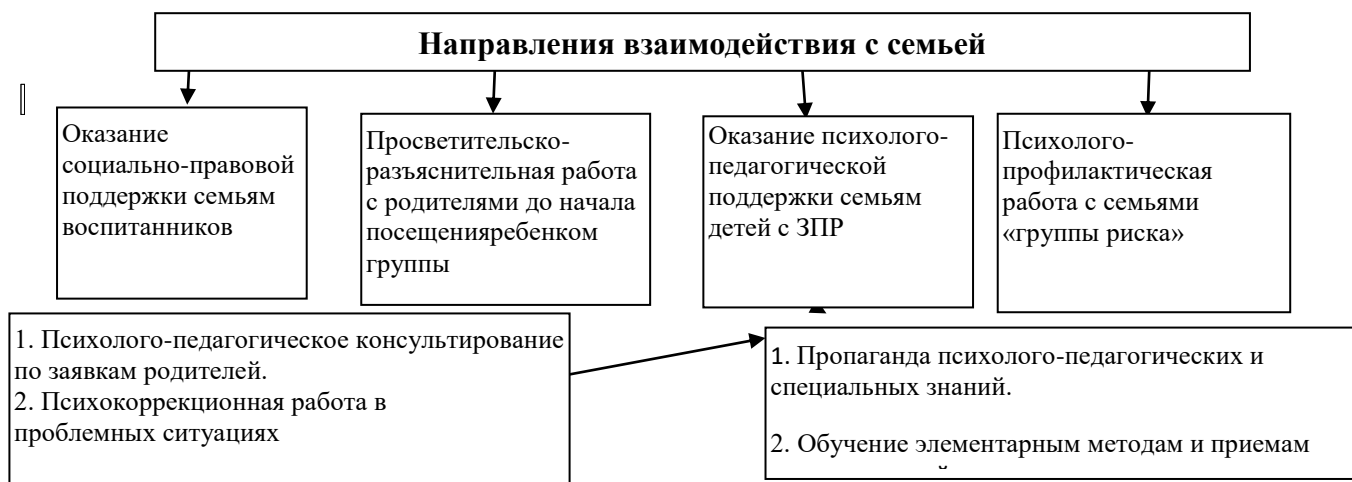 Направления взаимодействия с семьей
Оказание
социально-правовой
поддержки семьям
воспитанников
Просветительско-
разъяснительная работа
с родителями до начала
посещенияребенком
группы
Оказание психолого-
педагогической
поддержки семьям
детей с ЗПР
Психолого-
профилактическая
работа с семьями
«группы риска»
1. Психолого-педагогическое консультирование
по заявкам родителей.
2. Психокоррекционная работа в
проблемных ситуациях
1. Пропаганда психолого-педагогических и
специальных знаний.
2. Обучение элементарным методам и приемам